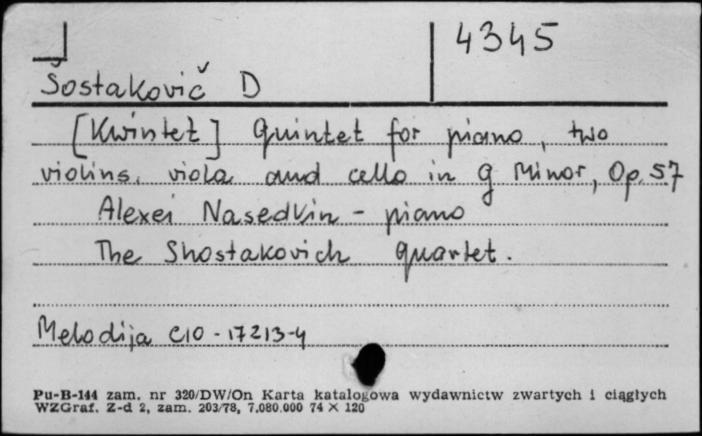 4345
Šostakovič D
[Kwintet] Quintet for piano, two
violins, viola and cello in g Minor, Op. 57
Alexei Nasedkin - piano
The Shostakovich quartet.
Melodija C10-17213-4
Pu-B-144 zam. nr 320/DW/On Karta katalogowa wydawnictw zwartych i ciągłych
WZGraf. Z-d 2, zam. 203/78, 7.080.000 74 × 120